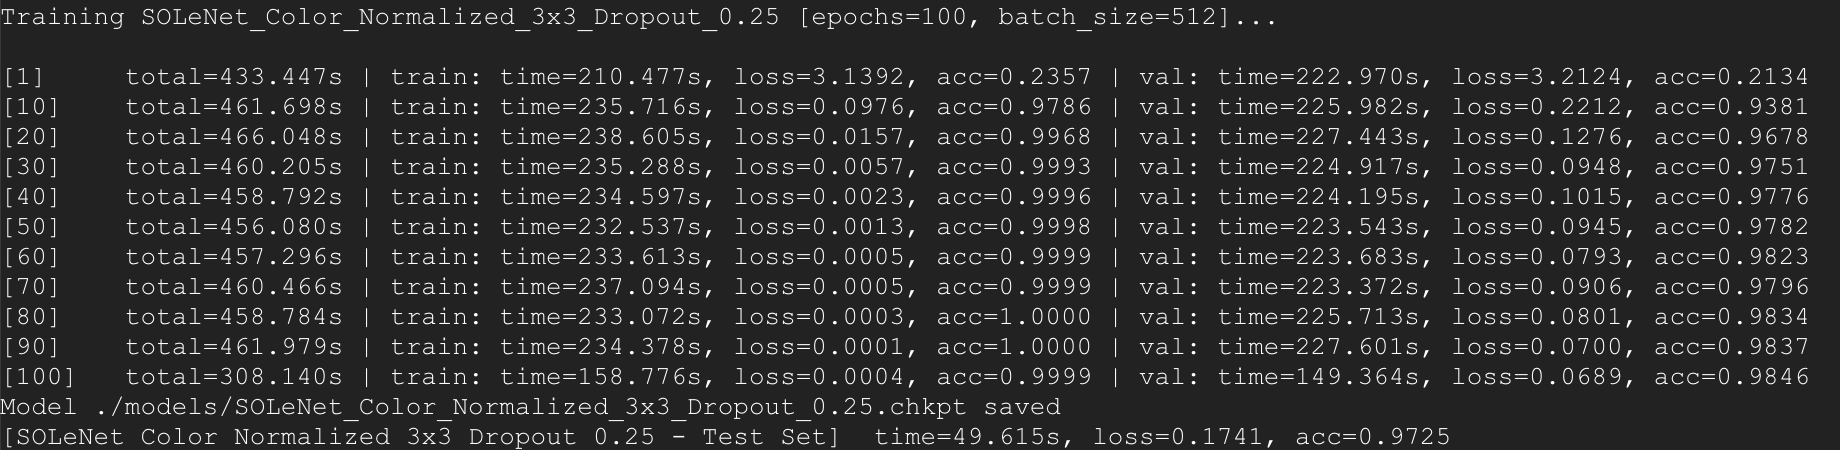 Training SOLeNet_Color_Normalized_3x3_Dropout_0.25 [epochs=100, batch_size=512]...
[1] total=433.447s | train: time=210.477s, loss=3.1392, acc=0.2357 | val: time=222.970s, loss=3.2124, acc=0.2134
[10] total=461.698s | train: time=235.716s, loss=0.0976, acc=0.9786 | val: time=225.982s, loss=0.2212, acc=0.9381
[20] total=466.048s | train: time=238.605s, loss=0.0157, acc=0.9968 | val: time=227.443s, loss=0.1276, acc=0.9678
[30] total=460.205s | train: time=235.288s, loss=0.0057, acc=0.9993 | val: time=224.917s, loss=0.0948, acc=0.9751
[40] total=458.792s | train: time=234.597s, loss=0.0023, acc=0.9996 | val: time=224.195s, loss=0.1015, acc=0.9776
[50] total=456.080s | train: time=232.537s, loss=0.0013, acc=0.9998 | val: time=223.543s, loss=0.0945, acc=0.9782
[60] total=457.296s | train: time=233.613s, loss=0.0005, acc=0.9999 | val: time=223.683s, loss=0.0793, acc=0.9823
[70] total=460.466s | train: time=237.094s, loss=0.0005, acc=0.9999 | val: time=223.372s, loss=0.0906, acc=0.9796
[80] total=458.784s | train: time=233.072s, loss=0.0003, acc=1.0000 | val: time=225.713s, loss=0.0801, acc=0.9834
[90] total=461.979s | train: time=234.378s, loss=0.0001, acc=1.0000 | val: time=227.601s, loss=0.0700, acc=0.9837
[100] total=308.140s | train: time=158.776s, loss=0.0004, acc=0.9999 | val: time=149.364s, loss=0.0689, acc=0.9846
Model ./models/SOLeNet_Color_Normalized_3x3_Dropout_0.25.chkpt saved
[SOLeNet Color Normalized 3x3 Dropout 0.25 - Test Set] time=49.615s, loss=0.1741, acc=0.9725